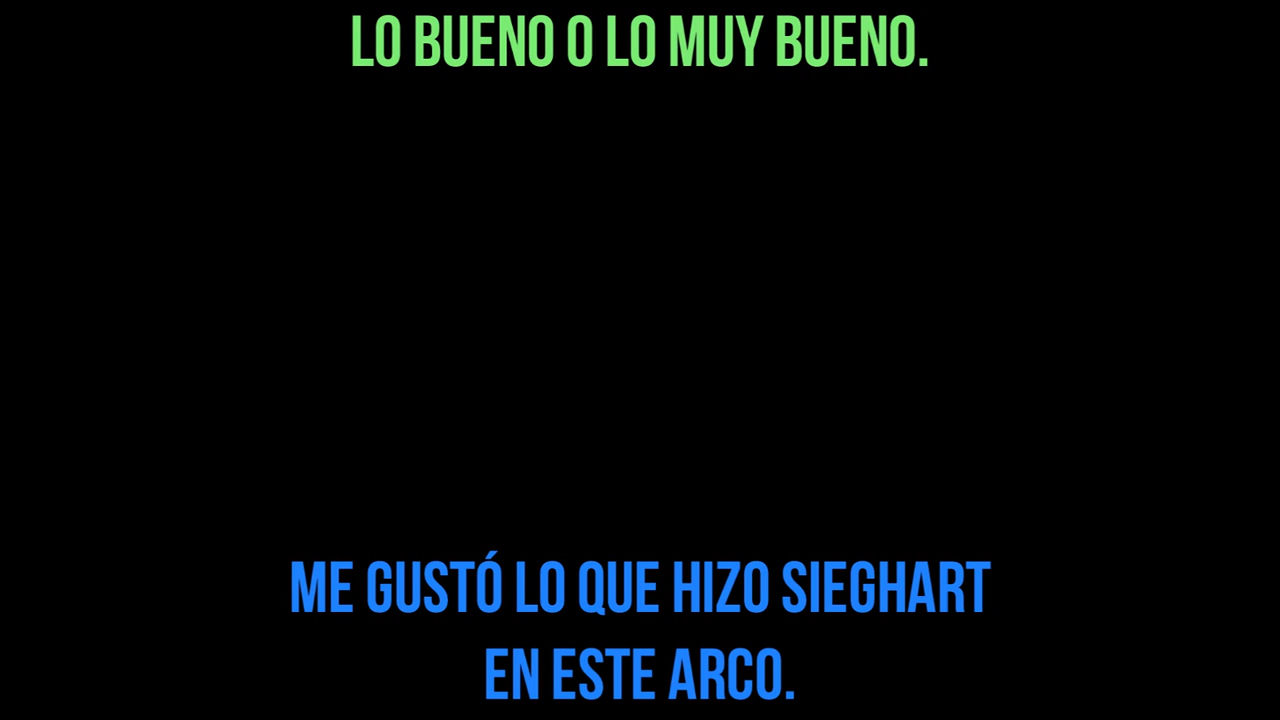 LO BUENO O LO MUY BUENO.
ME GUSTÓ LO QUE HIZO SIEGHART
EN ESTE ARCO.